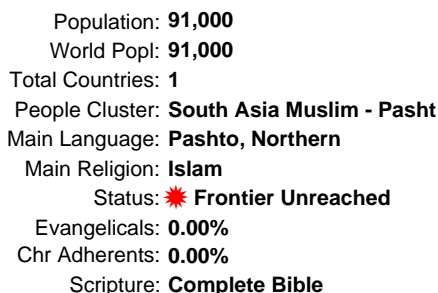 Population: 91,000
World Popl: 91,000
Total Countries: 1
People Cluster: South Asia Muslim - Pasht
Main Language: Pashto, Northern
Main Religion: Islam
Status: Frontier Unreached
Evangelicals: 0.00%
Chr Adherents: 0.00%
Scripture: Complete Bible